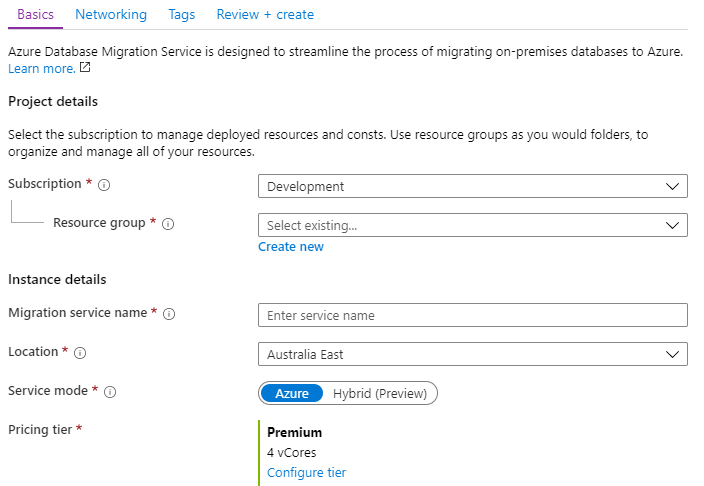 Basics Networking Tags Review + create
Azure Database Migration Service is designed to streamline the process of migrating on-premises databases to Azure.
Learn more.
Project details
Select the subscription to manage deployed resources and consts. Use resource groups as you would folders, to
organize and manage all of your resources.
Subscription * Development
Resource group * Select existing...
Create new
Instance details
Migration service name * Enter service name
Location * Australia East
Service mode * Azure Hybrid (Preview)
Pricing tier * Premium
4 vCores
Configure tier